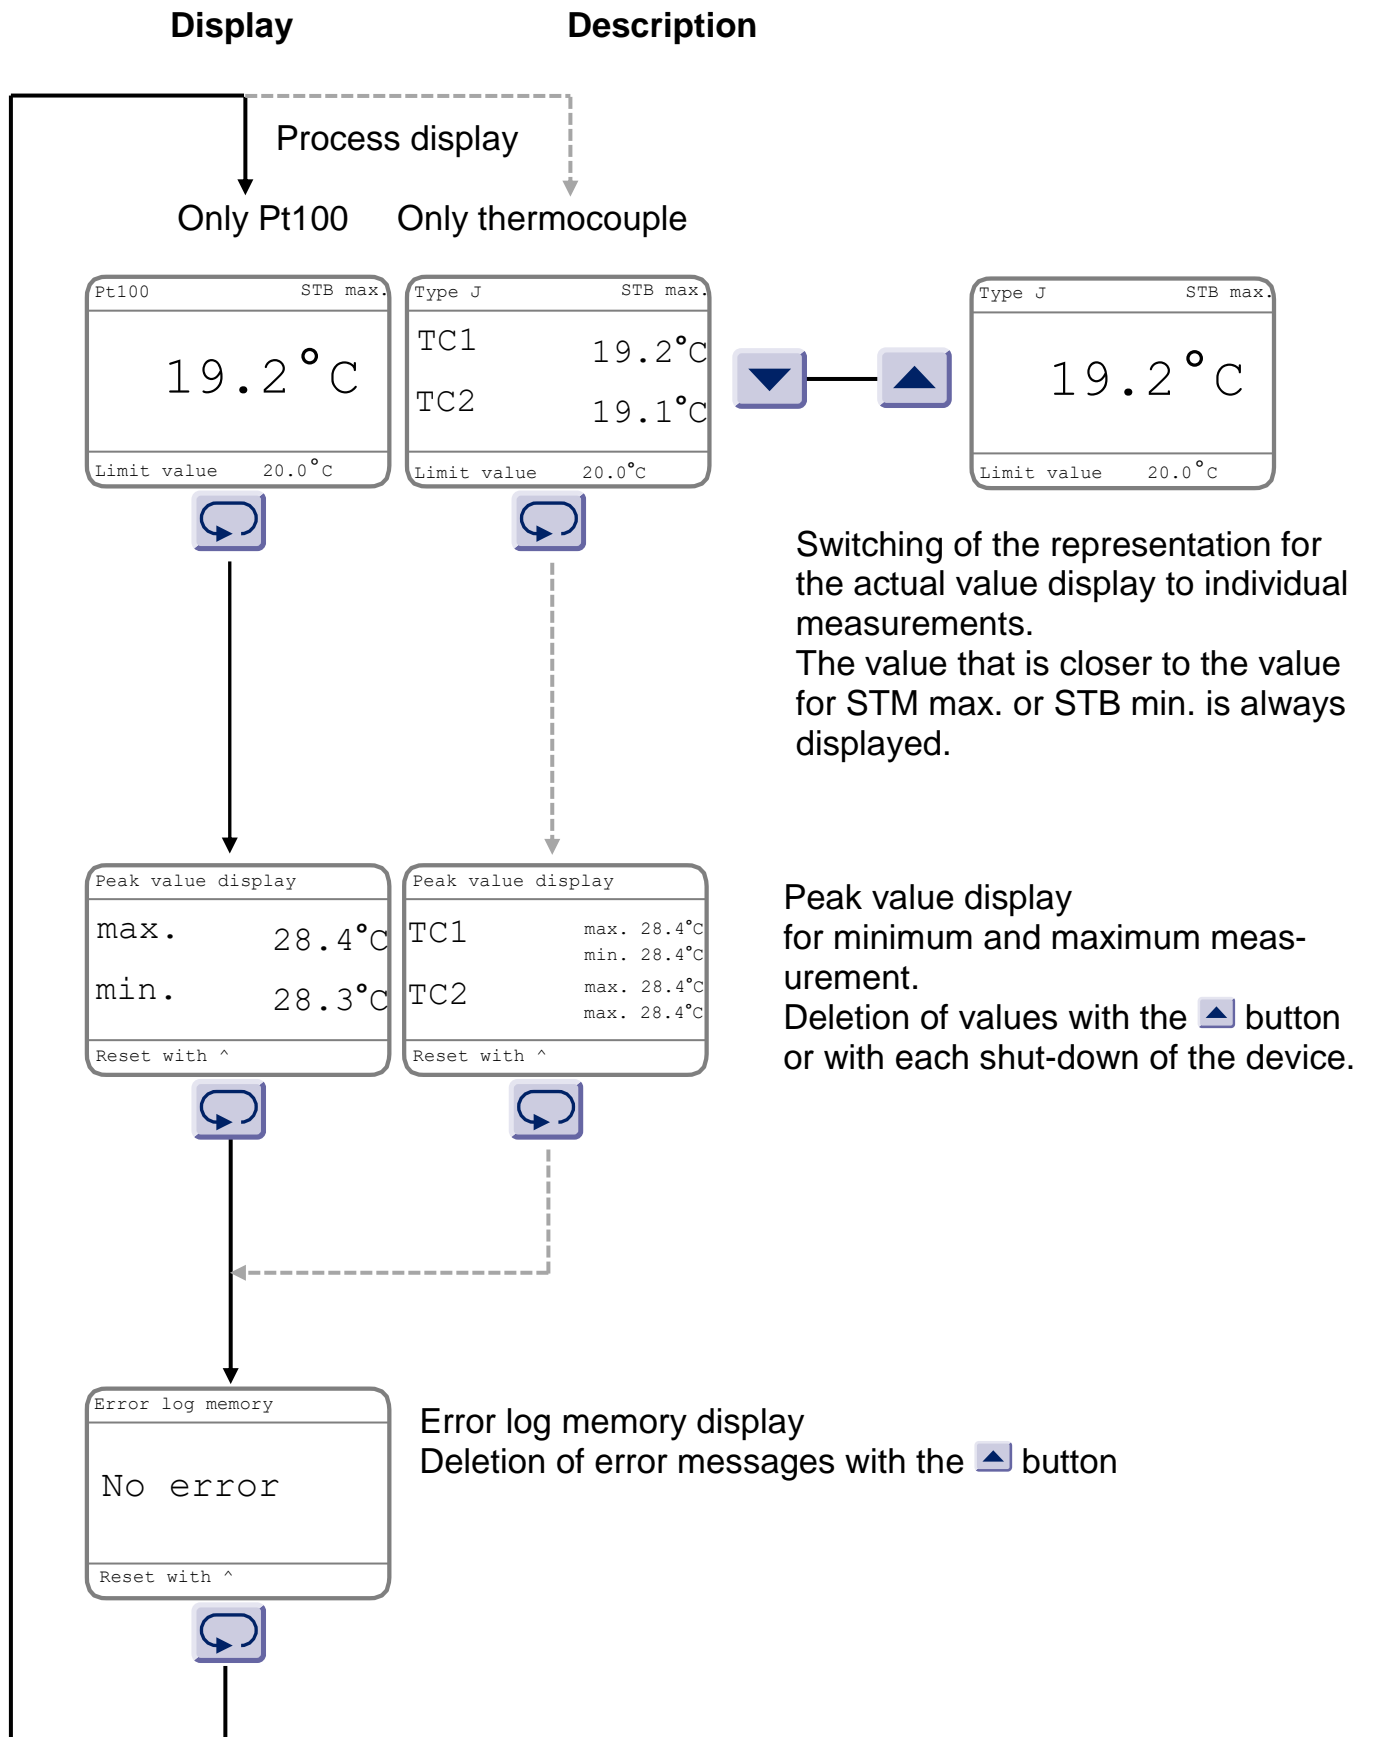 Display Description
Process display
Only Pt100 Only thermocouple
Pt100 STB max.
19.2°C
Limit value 20.0°C
Type J STB max.
TC1 19.2°C
TC2 19.1°C
Limit value 20.0°C
Type J STB max.
19.2°C
Limit value 20.0°C
Switching of the representation for
the actual value display to individual
measurements.
The value that is closer to the value
for STM max. or STB min. is always
displayed.
Peak value display
max. 28.4°C
min. 28.3°C
Reset with ^
Peak value display
TC1 max. 28.4°C
min. 28.4°C
TC2 max. 28.4°C
max. 28.4°C
Reset with ^
Peak value display
for minimum and maximum meas-
urement.
Deletion of values with the button
or with each shut-down of the device.
Error log memory
No error
Reset with ^
Error log memory display
Deletion of error messages with the button